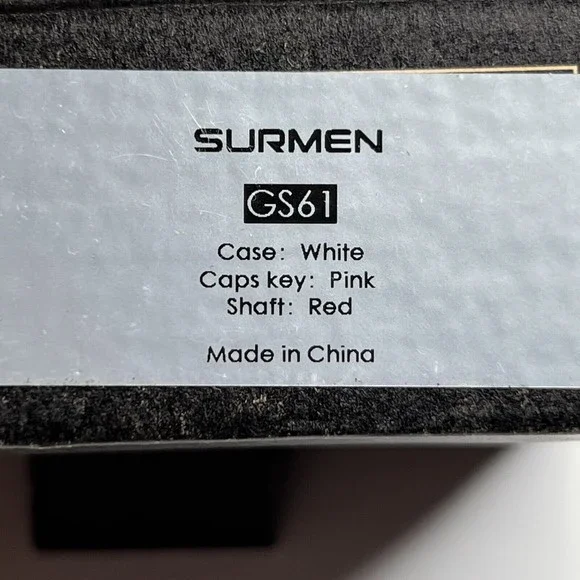 SURMEN
GS61
Case: White
Caps key: Pink
Shaft: Red
Made in China